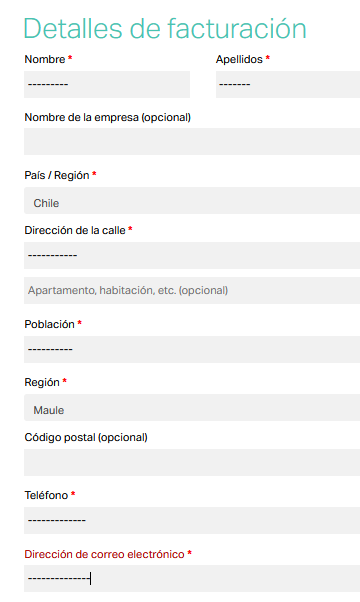 Detalles de facturación
Nombre * Apellidos *
--------- -------
Nombre de la empresa (opcional)
País / Región *
Chile
Dirección de la calle *
-----------
Apartamento, habitación, etc. (opcional)
Población *
----------
Región *
Maule
Código postal (opcional)
Teléfono *
-------------
Dirección de correo electrónico *
--------------